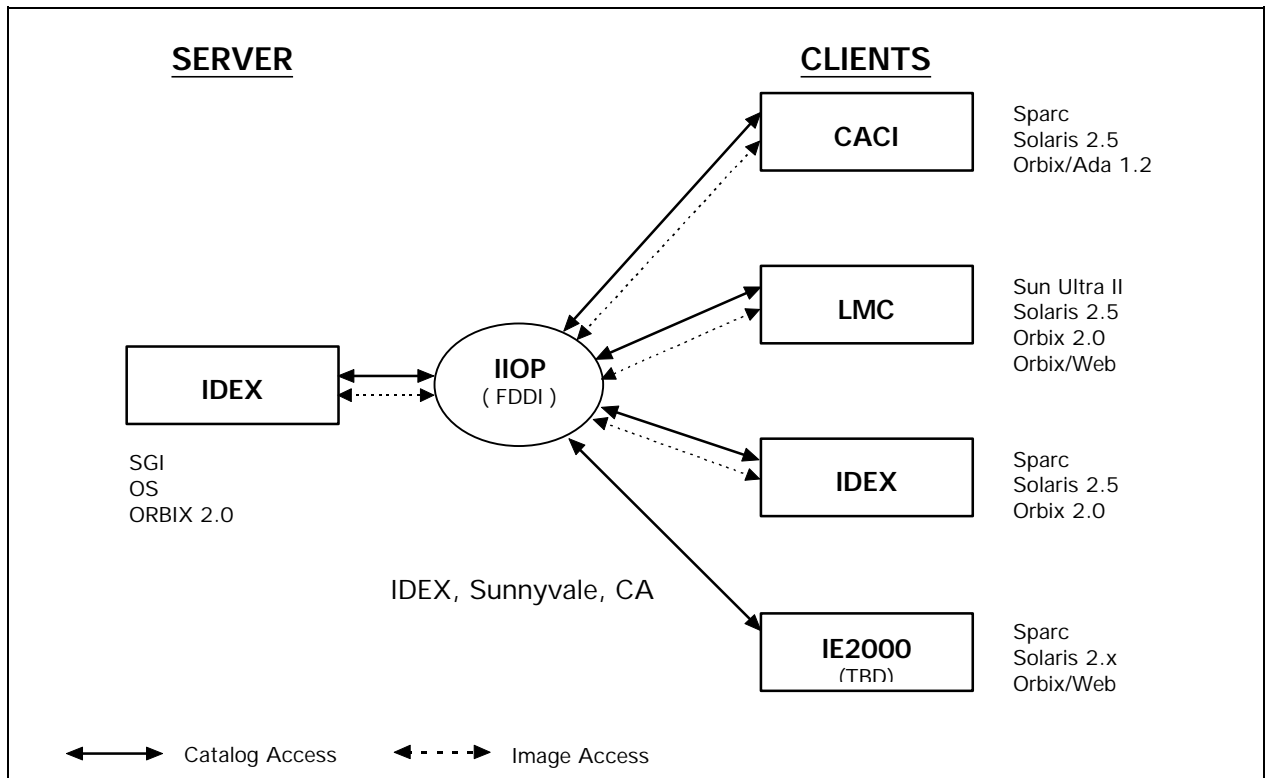 SERVER
CLIENTS
CACI
Sparc
Solaris 2.5
Orbix/Ada 1.2
LMC
Sun Ultra II
Solaris 2.5
Orbix 2.0
Orbix/Web
IDEX
SGI
OS
ORBIX 2.0
IIOP
( FDDI )
IDEX
Sparc
Solaris 2.5
Orbix 2.0
IDEX, Sunnyvale, CA
IE2000
(TBD)
Sparc
Solaris 2.x
Orbix/Web
Catalog Access
Image Access